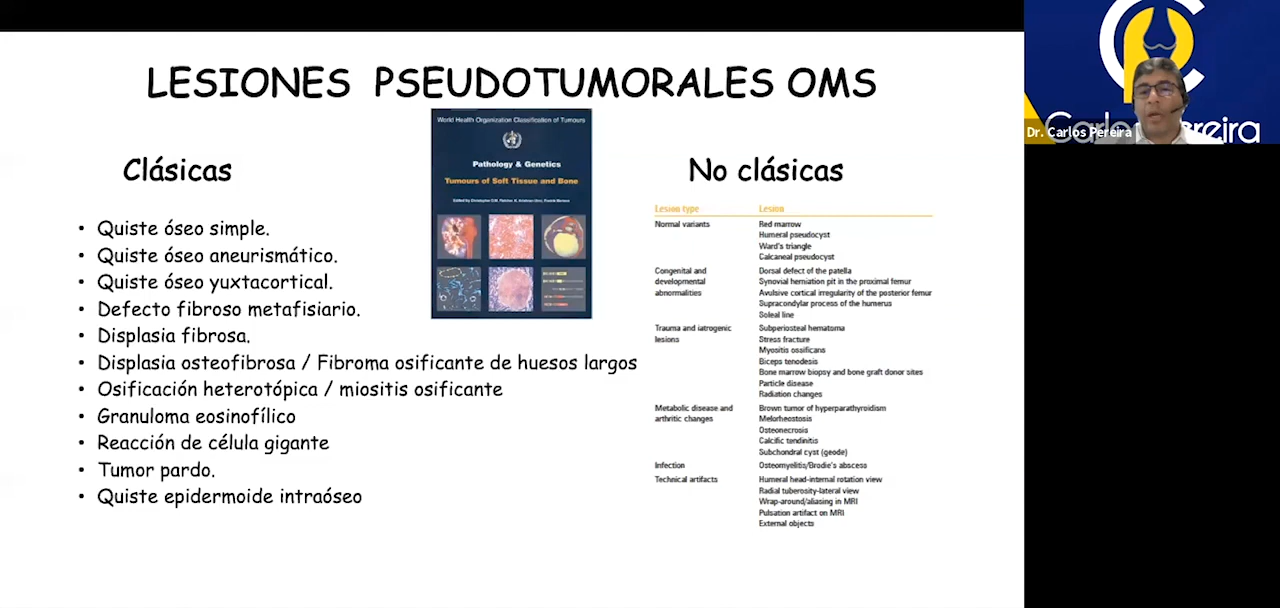 LESIONES PSEUDOTUMORALES OMS
World Health Organization Classification of Tumours
Pathology & Genetics
Tumours of Soft Tissue and Bone
Clásicas
• Quiste óseo simple.
• Quiste óseo aneurismático.
• Quiste óseo yuxtacortical.
• Defecto fibroso metafisiario.
• Displasia fibrosa.
• Displasia osteofibrosa / Fibroma osificante de huesos largos
• Osificación heterotópica / miositis osificante
• Granuloma eosinofílico
• Reacción de célula gigante
• Tumor pardo.
• Quiste epidermoide intraóseo
No clásicas
Lesion type Lesion
Normal variants Red marrow
Humeral pseudocyst
Ward's triangle
Calcaneal pseudocyst
Congenital and Dorsal defect of the patella
developmental Synovial herniation pit in the proximal femur
abnormalities Avulsive cortical irregularity of the posterior femur
Supracondylar process of the humerus
Soleal line
Trauma and iatrogenic Subperiosteal hematoma
lesions Stress fracture
Myositis ossificans
Biceps tenodesis
Bone marrow biopsy and bone graft donor sites
Particle disease
Radiation changes
Metabolic disease and Brown tumor of hyperparathyroidism
arthritic changes Melorheostosis
Osteonecrosis
Calcific tendinitis
Subchondral cyst (geode)
Infection Osteomyelitis/Brodie's abscess
Technical artifacts Humeral head-internal rotation view
Radial tuberosity-lateral view
Wrap-around/aliasing in MRI
Pulsation artifact on MRI
External objects
Dr. Carlos Pereira